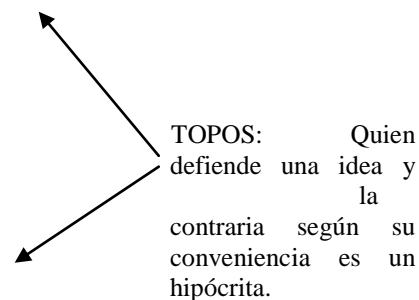 TOPOS: Quien
defiende una idea y
la
contraria según su
conveniencia es un
hipócrita.